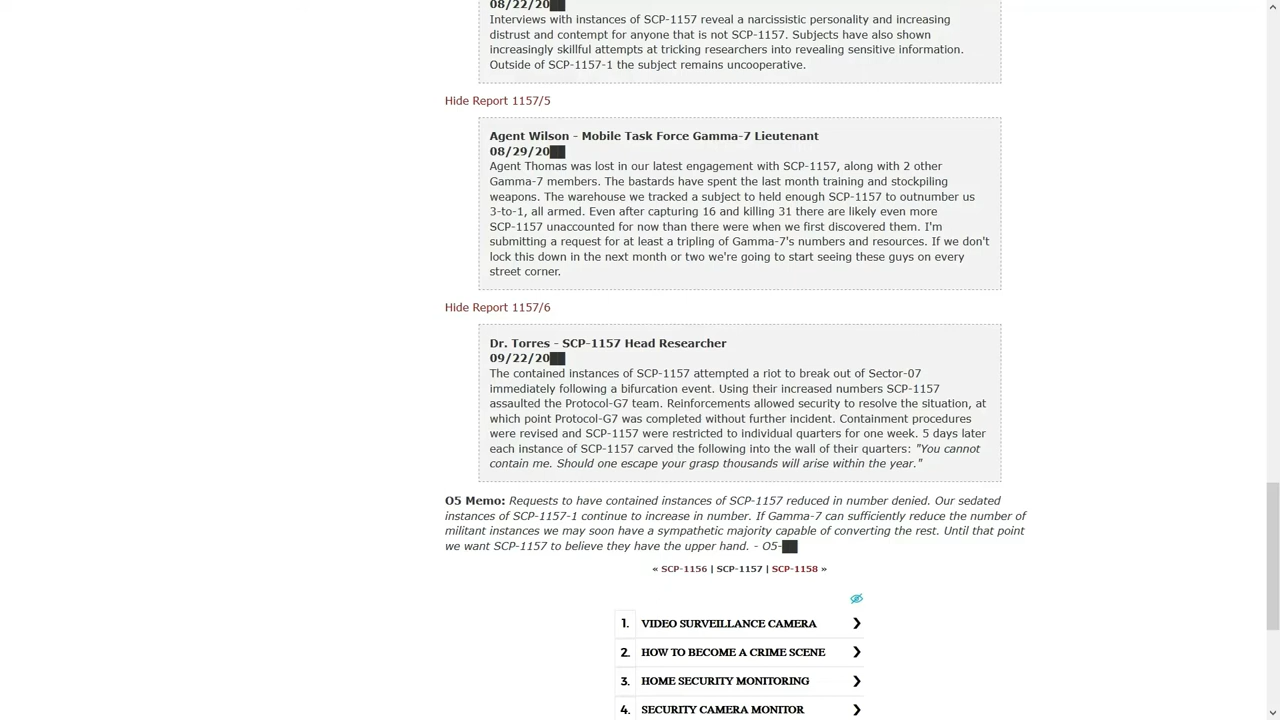 08/22/20██
Interviews with instances of SCP-1157 reveal a narcissistic personality and increasing
distrust and contempt for anyone that is not SCP-1157. Subjects have also shown
increasingly skillful attempts at tricking researchers into revealing sensitive information.
Outside of SCP-1157-1 the subject remains uncooperative.
Hide Report 1157/5
Agent Wilson - Mobile Task Force Gamma-7 Lieutenant
08/29/20██
Agent Thomas was lost in our latest engagement with SCP-1157, along with 2 other
Gamma-7 members. The bastards have spent the last month training and stockpiling
weapons. The warehouse we tracked a subject to held enough SCP-1157 to outnumber us
3-to-1, all armed. Even after capturing 16 and killing 31 there are likely even more
SCP-1157 unaccounted for now than there were when we first discovered them. I'm
submitting a request for at least a tripling of Gamma-7's numbers and resources. If we don't
lock this down in the next month or two we're going to start seeing these guys on every
street corner.
Hide Report 1157/6
Dr. Torres - SCP-1157 Head Researcher
09/22/20██
The contained instances of SCP-1157 attempted a riot to break out of Sector-07
immediately following a bifurcation event. Using their increased numbers SCP-1157
assaulted the Protocol-G7 team. Reinforcements allowed security to resolve the situation, at
which point Protocol-G7 was completed without further incident. Containment procedures
were revised and SCP-1157 were restricted to individual quarters for one week. 5 days later
each instance of SCP-1157 carved the following into the wall of their quarters: "You cannot
contain me. Should one escape your grasp thousands will arise within the year."
O5 Memo: Requests to have contained instances of SCP-1157 reduced in number denied. Our sedated
instances of SCP-1157-1 continue to increase in number. If Gamma-7 can sufficiently reduce the number of
militant instances we may soon have a sympathetic majority capable of converting the rest. Until that point
we want SCP-1157 to believe they have the upper hand. - O5-██
« SCP-1156 | SCP-1157 | SCP-1158 »
1. VIDEO SURVEILLANCE CAMERA
2. HOW TO BECOME A CRIME SCENE
3. HOME SECURITY MONITORING
4. SECURITY CAMERA MONITOR